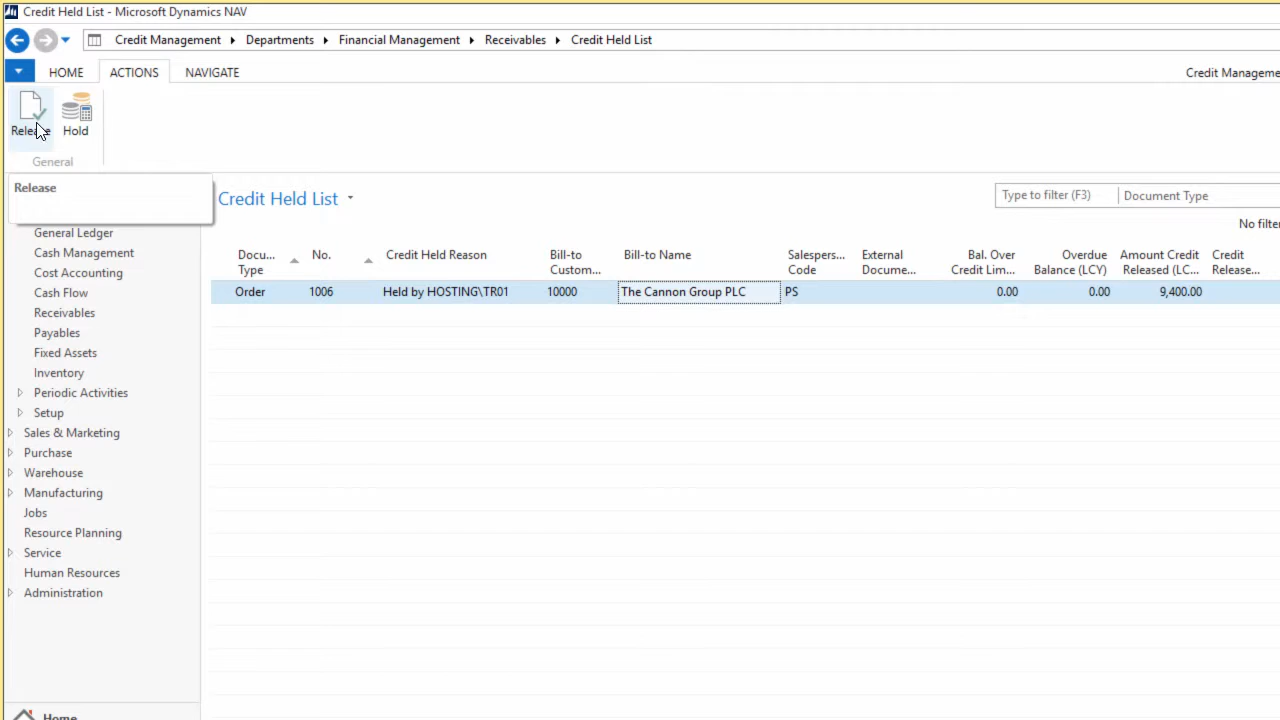 Credit Held List - Microsoft Dynamics NAV
Credit Management Departments Financial Management Receivables Credit Held List
HOME ACTIONS NAVIGATE
Credit Manageme
Release Hold
General
Release
Credit Held List
Type to filter (F3) Document Type
No filter
General Ledger
Cash Management
Cost Accounting
Cash Flow
Receivables
Payables
Fixed Assets
Inventory
Periodic Activities
Setup
Sales & Marketing
Purchase
Warehouse
Manufacturing
Jobs
Resource Planning
Service
Human Resources
Administration
Home
Docu... No. Credit Held Reason Bill-to Bill-to Name Salespers... External Bal. Over Overdue Amount Credit Credit
Type Custom... Code Docume... Credit Lim... Balance (LCY) Released (LC... Release...
Order 1006 Held by HOSTING\TR01 10000 The Cannon Group PLC PS 0.00 0.00 9,400.00